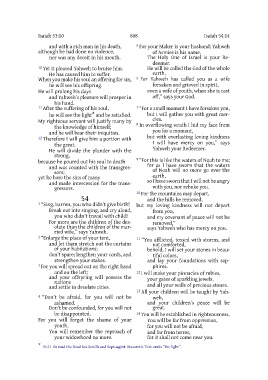 Isaiah 53:00 808 Isaiah 54:01
and with a rich man in his death,
although he had done no violence,
nor was any deceit in his mouth.
10 Yet it pleased Yahweh to bruise him.
He has caused him to suffer.
When you make his soul an offering for sin,
he will see his offspring.
He will prolong his days
and Yahweh's pleasure will prosper in
his hand.
11 After the suffering of his soul,
he will see the light* and be satisfied.
My righteous servant will justify many by
the knowledge of himself;
and he will bear their iniquities.
12 Therefore I will give him a portion with
the great.
He will divide the plunder with the
strong,
because he poured out his soul to death
and was counted with the transgres-
sors;
yet he bore the sins of many
and made intercession for the trans-
gressors.
54
1 "Sing, barren, you who didn't give birth!
Break out into singing, and cry aloud,
you who didn't travail with child!
For more are the children of the des-
olate than the children of the mar-
ried wife," says Yahweh.
2 "Enlarge the place of your tent,
and let them stretch out the curtains
of your habitations;
don't spare; lengthen your cords, and
strengthen your stakes.
3 For you will spread out on the right hand
and on the left;
and your offspring will possess the
nations
and settle in desolate cities.
4 "Don't be afraid, for you will not be
ashamed.
Don't be confounded, for you will not
be disappointed.
For you will forget the shame of your
youth.
You will remember the reproach of
your widowhood no more.
5 For your Maker is your husband; Yahweh
of Armies is his name.
The Holy One of Israel is your Re-
deemer.
He will be called the God of the whole
earth.
6 For Yahweh has called you as a wife
forsaken and grieved in spirit,
even a wife of youth, when she is cast
off," says your God.
7 "For a small moment I have forsaken you,
but I will gather you with great mer-
cies.
8 In overflowing wrath I hid my face from
you for a moment,
but with everlasting loving kindness
I will have mercy on you," says
Yahweh your Redeemer.
9 "For this is like the waters of Noah to me;
for as I have sworn that the waters
of Noah will no more go over the
earth,
so I have sworn that I will not be angry
with you, nor rebuke you.
10 For the mountains may depart,
and the hills be removed,
but my loving kindness will not depart
from you,
and my covenant of peace will not be
removed,"
says Yahweh who has mercy on you.
11 "You afflicted, tossed with storms, and
not comforted,
behold, I will set your stones in beau-
tiful colors,
and lay your foundations with sap-
phires.
12 I will make your pinnacles of rubies,
your gates of sparkling jewels,
and all your walls of precious stones.
13 All your children will be taught by Yah-
weh,
and your children's peace will be
great.
14 You will be established in righteousness.
You will be far from oppression,
for you will not be afraid,
and far from terror,
for it shall not come near you.
* 53:11 So read the Dead Sea Scrolls and Septuagint. Masoretic Text omits "the light".